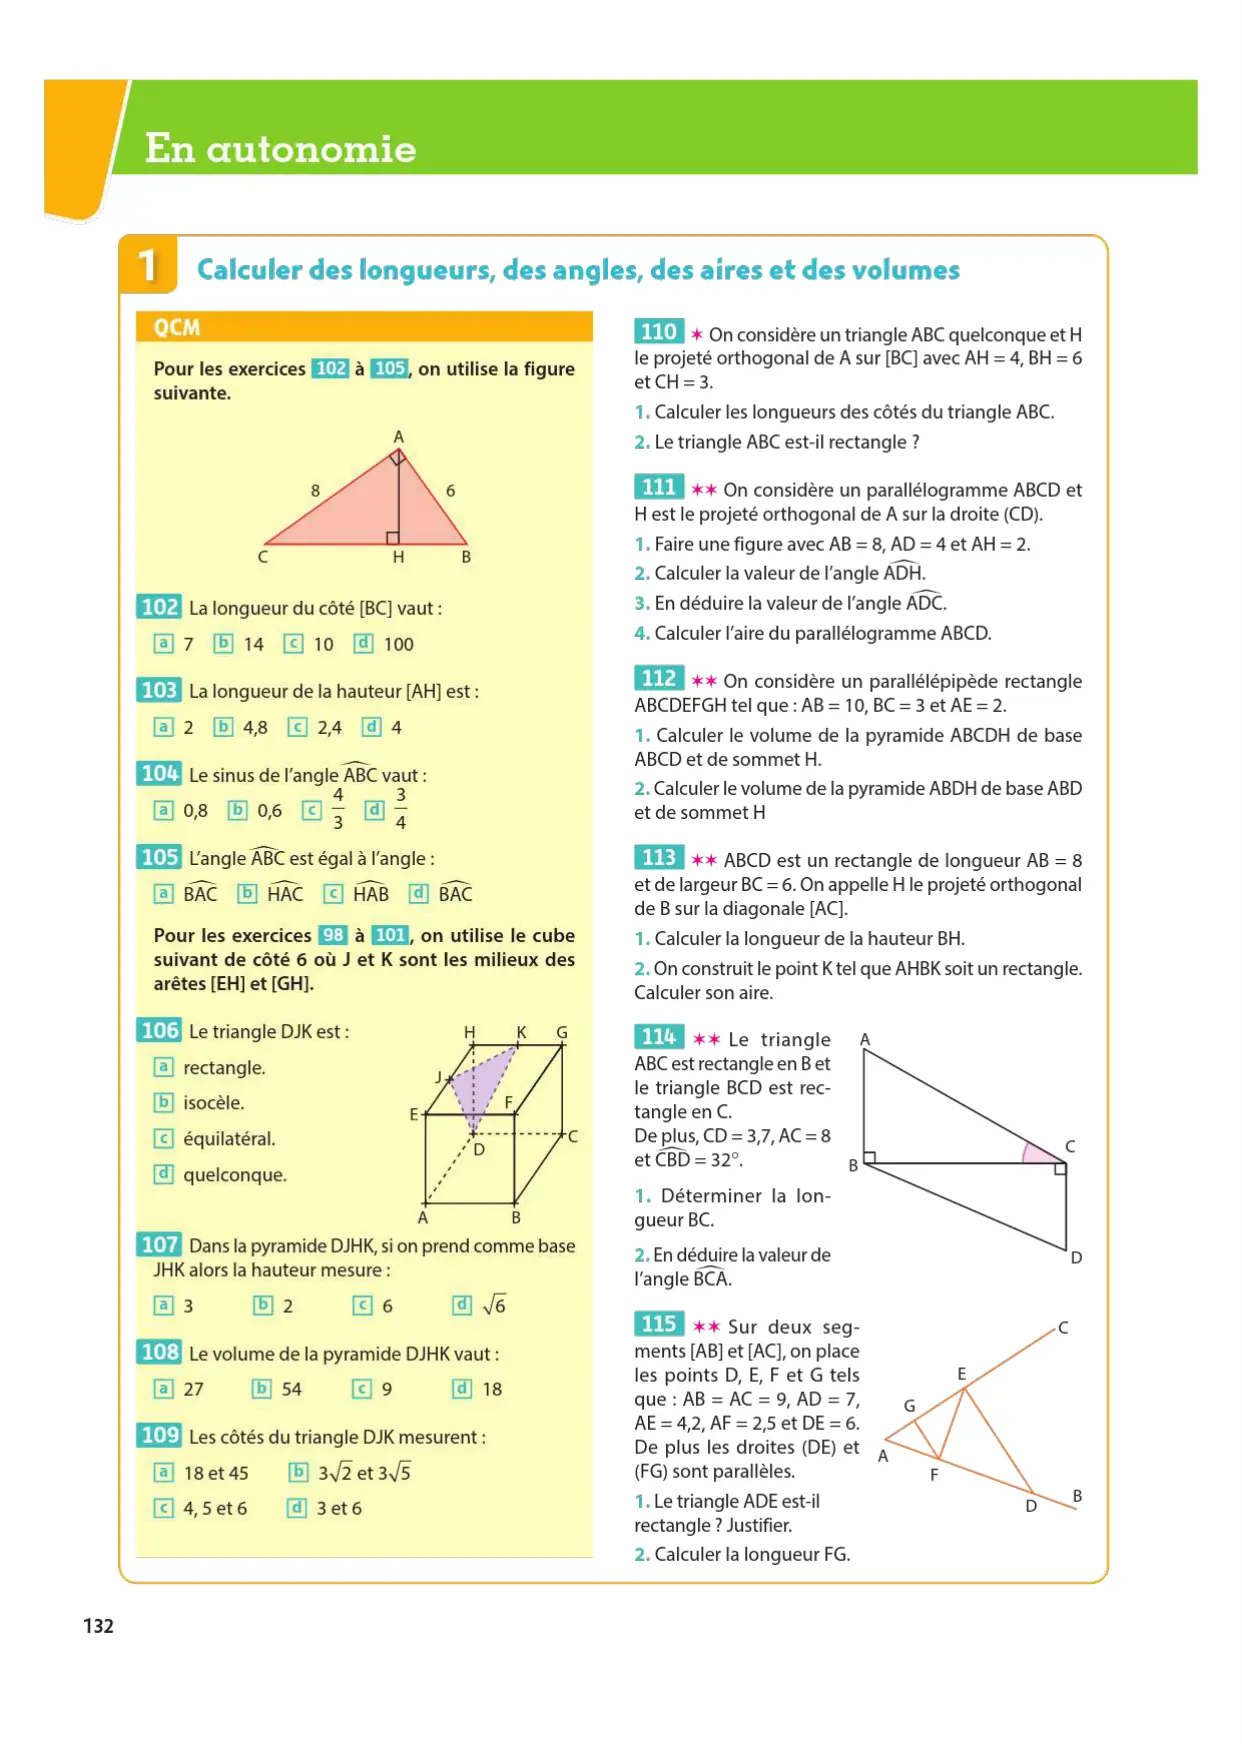 En autonomie
1 Calculer des longueurs, des angles, des aires et des volumes
QCM
Pour les exercices 102 à 105, on utilise la figure
suivante.
A
8
6
C
H
B
102 La longueur du côté [BC] vaut :
a 7 b 14 c 10 d 100
103 La longueur de la hauteur [AH] est :
a 2 b 4,8 c 2,4 d 4
104 Le sinus de l'angle \widehat{ABC} vaut :
a 0,8 b 0,6 c 4/3 d 3/4
105 L'angle \widehat{ABC} est égal à l'angle :
a \widehat{BAC} b \widehat{HAC} c \widehat{HAB} d \widehat{BAC}
Pour les exercices 98 à 101, on utilise le cube
suivant de côté 6 où J et K sont les milieux des
arêtes [EH] et [GH].
106 Le triangle DJK est :
a rectangle.
b isocèle.
c équilatéral.
d quelconque.
H K G
J
E
F
D
C
A
B
107 Dans la pyramide DJHK, si on prend comme base
JHK alors la hauteur mesure :
a 3 b 2 c 6 d √6
108 Le volume de la pyramide DJHK vaut :
a 27 b 54 c 9 d 18
109 Les côtés du triangle DJK mesurent :
a 18 et 45 b 3√2 et 3√5
c 4, 5 et 6 d 3 et 6
110 ✶ On considère un triangle ABC quelconque et H
le projeté orthogonal de A sur [BC] avec AH = 4, BH = 6
et CH = 3.
1. Calculer les longueurs des côtés du triangle ABC.
2. Le triangle ABC est-il rectangle ?
111 ✶✶ On considère un parallélogramme ABCD et
H est le projeté orthogonal de A sur la droite (CD).
1. Faire une figure avec AB = 8, AD = 4 et AH = 2.
2. Calculer la valeur de l'angle \widehat{ADH}.
3. En déduire la valeur de l'angle \widehat{ADC}.
4. Calculer l'aire du parallélogramme ABCD.
112 ✶✶ On considère un parallélépipède rectangle
ABCDEFGH tel que : AB = 10, BC = 3 et AE = 2.
1. Calculer le volume de la pyramide ABCDH de base
ABCD et de sommet H.
2. Calculer le volume de la pyramide ABDH de base ABD
et de sommet H
113 ✶✶ ABCD est un rectangle de longueur AB = 8
et de largeur BC = 6. On appelle H le projeté orthogonal
de B sur la diagonale [AC].
1. Calculer la longueur de la hauteur BH.
2. On construit le point K tel que AHBK soit un rectangle.
Calculer son aire.
114 ✶✶ Le triangle
ABC est rectangle en B et
le triangle BCD est rec-
tangle en C.
De plus, CD = 3,7, AC = 8
et \widehat{CBD} = 32°.
1. Déterminer la lon-
gueur BC.
2. En déduire la valeur de
l'angle \widehat{BCA}.
A
C
B
D
115 ✶✶ Sur deux seg-
ments [AB] et [AC], on place
les points D, E, F et G tels
que : AB = AC = 9, AD = 7,
AE = 4,2, AF = 2,5 et DE = 6.
De plus les droites (DE) et
(FG) sont parallèles.
1. Le triangle ADE est-il
rectangle ? Justifier.
2. Calculer la longueur FG.
C
E
G
A
F
B
D
132